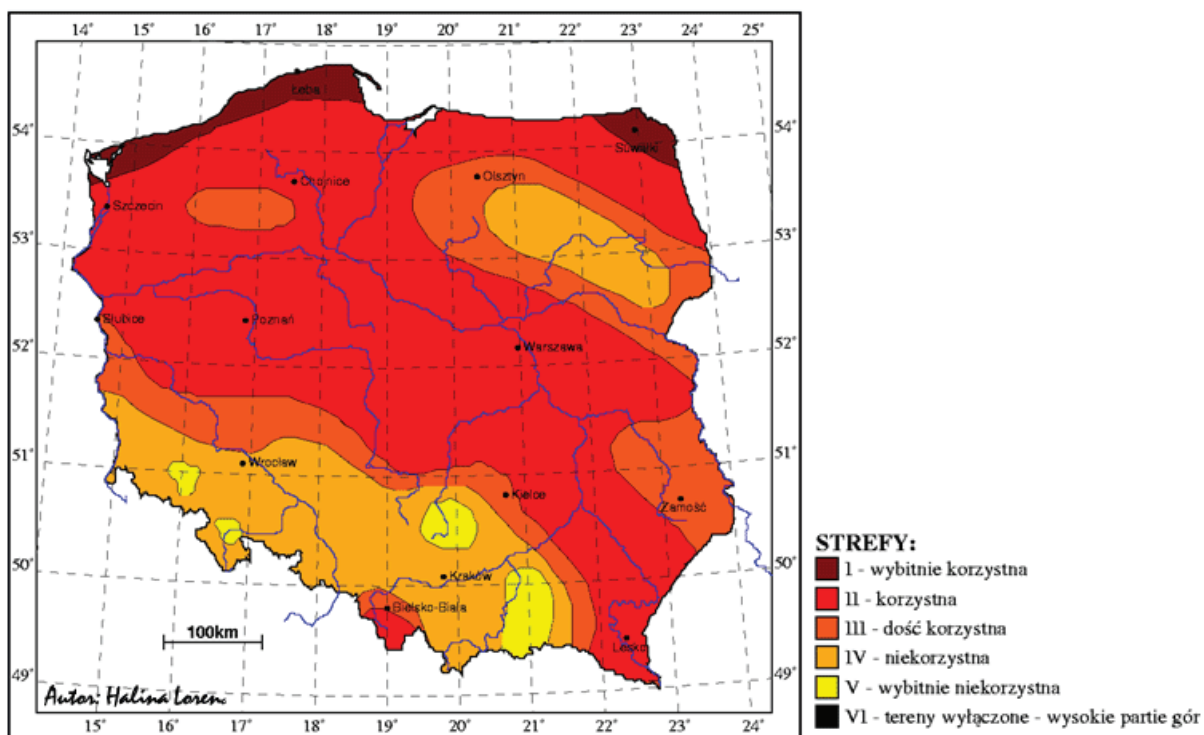 14° 15° 16° 17° 18° 19° 20° 21° 22° 23° 24° 25°
Łeba
54° 54°
Suwałki
Chojnice Olsztyn
Szczecin
53° 53°
Słubice Poznań
Warszawa
52° 52°
51° 51°
Wrocław
Kielce
Zamość
50° 50°
Kraków
Bielsko-Biała
100km
Lesko
49° 49°
Autor: Halina Lorenc
15° 16° 17° 18° 19° 20° 21° 22° 23° 24°
STREFY:
I - wybitnie korzystna
II - korzystna
III - dość korzystna
IV - niekorzystna
V - wybitnie niekorzystna
VI - tereny wyłączone - wysokie partie gór